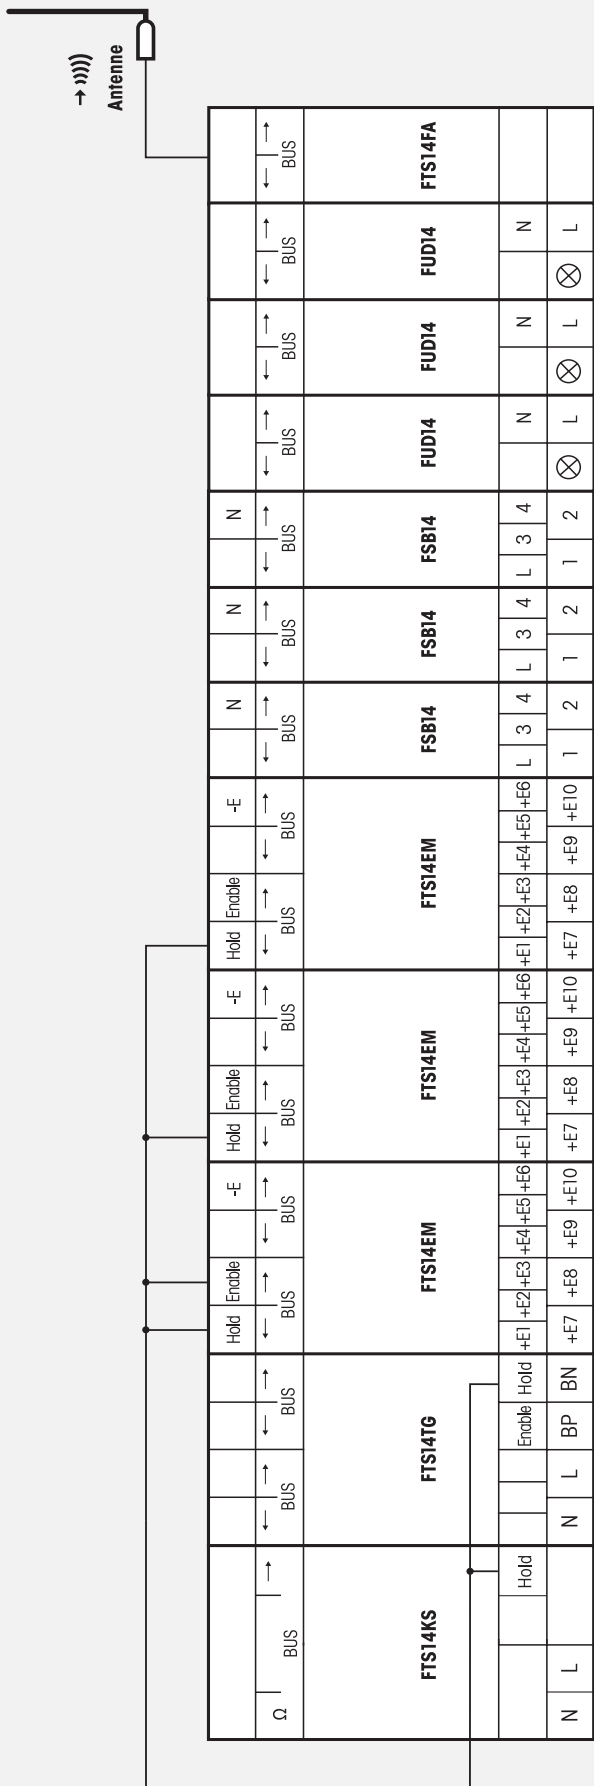 Antenne
Ω BUS
FTS14KS
Hold
N L
BUS BUS
FTS14TG
Enable Hold
N L BP BN
Hold Enable -E
BUS BUS
FTS14EM
+E1 +E2 +E3 +E4 +E5 +E6
+E7 +E8 +E9 +E10
Hold Enable -E
BUS BUS
FTS14EM
+E1 +E2 +E3 +E4 +E5 +E6
+E7 +E8 +E9 +E10
Hold Enable -E
BUS BUS
FTS14EM
+E1 +E2 +E3 +E4 +E5 +E6
+E7 +E8 +E9 +E10
N
BUS
FSB14
L 3 4
1 2
N
BUS
FSB14
L 3 4
1 2
N
BUS
FSB14
L 3 4
1 2
BUS
FUD14
N
L
BUS
FUD14
N
L
BUS
FUD14
N
L
BUS
FTS14FA